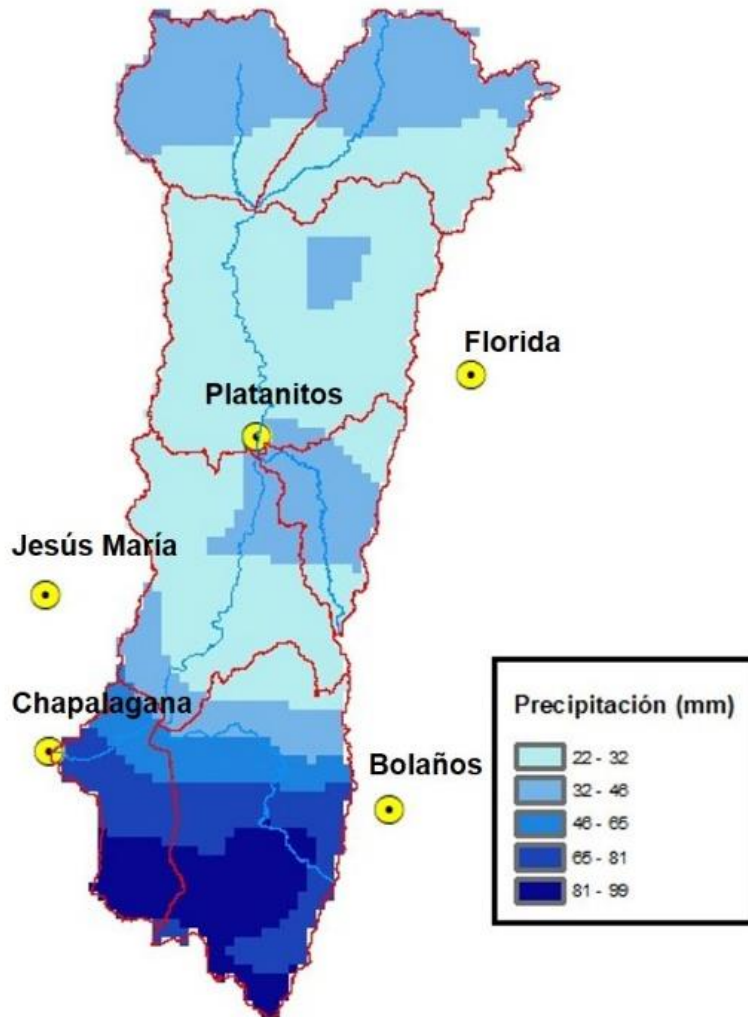 Florida
Platanitos
Jesús María
Chapalagana
Bolaños
Precipitación (mm)
22 - 32
32 - 46
46 - 65
65 - 81
81 - 99